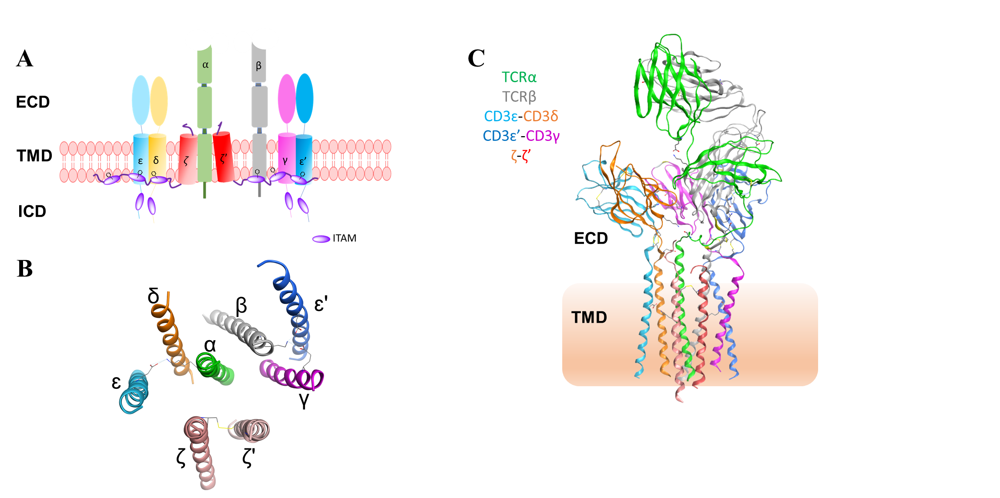 A
α
β
ECD
TMD
ε
δ
ζ
ζ’
γ
ε’
ICD
ITAM
B
δ
β
ε'
α
ε
γ
ζ
ζ'
C
TCRα
TCRβ
CD3ε-CD3δ
CD3ε’-CD3γ
ζ-ζ’
ECD
TMD